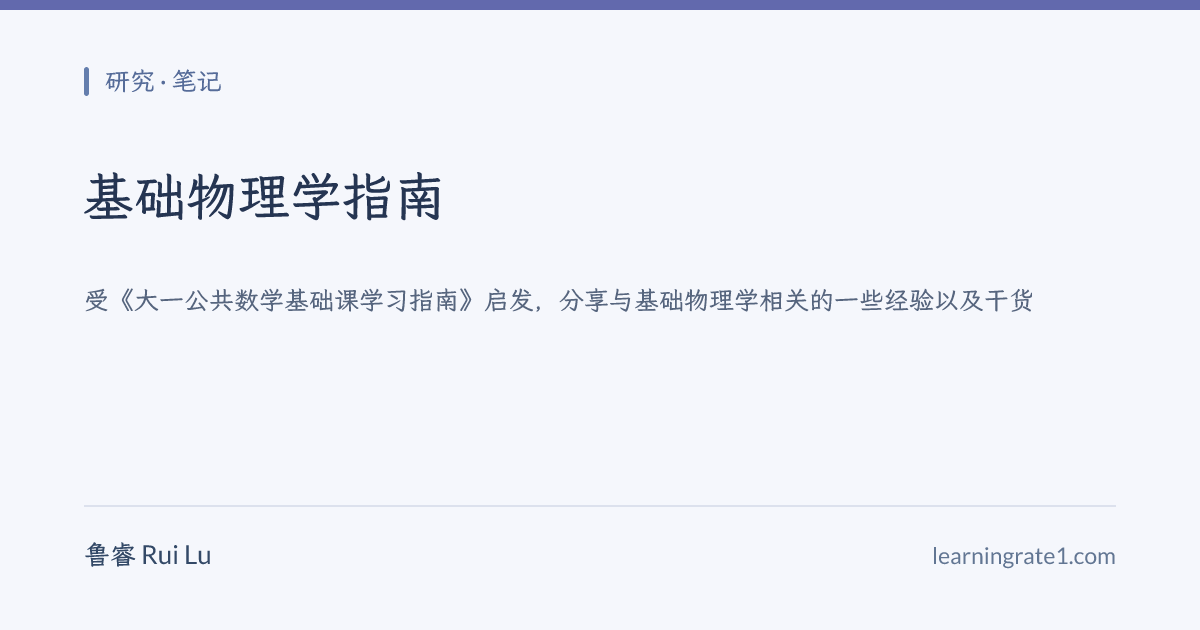 研究 · 笔记
基础物理学指南
受《大一公共数学基础课学习指南》启发，分享与基础物理学相关的一些经验以及干货
鲁睿 Rui Lu
learningrate1.com